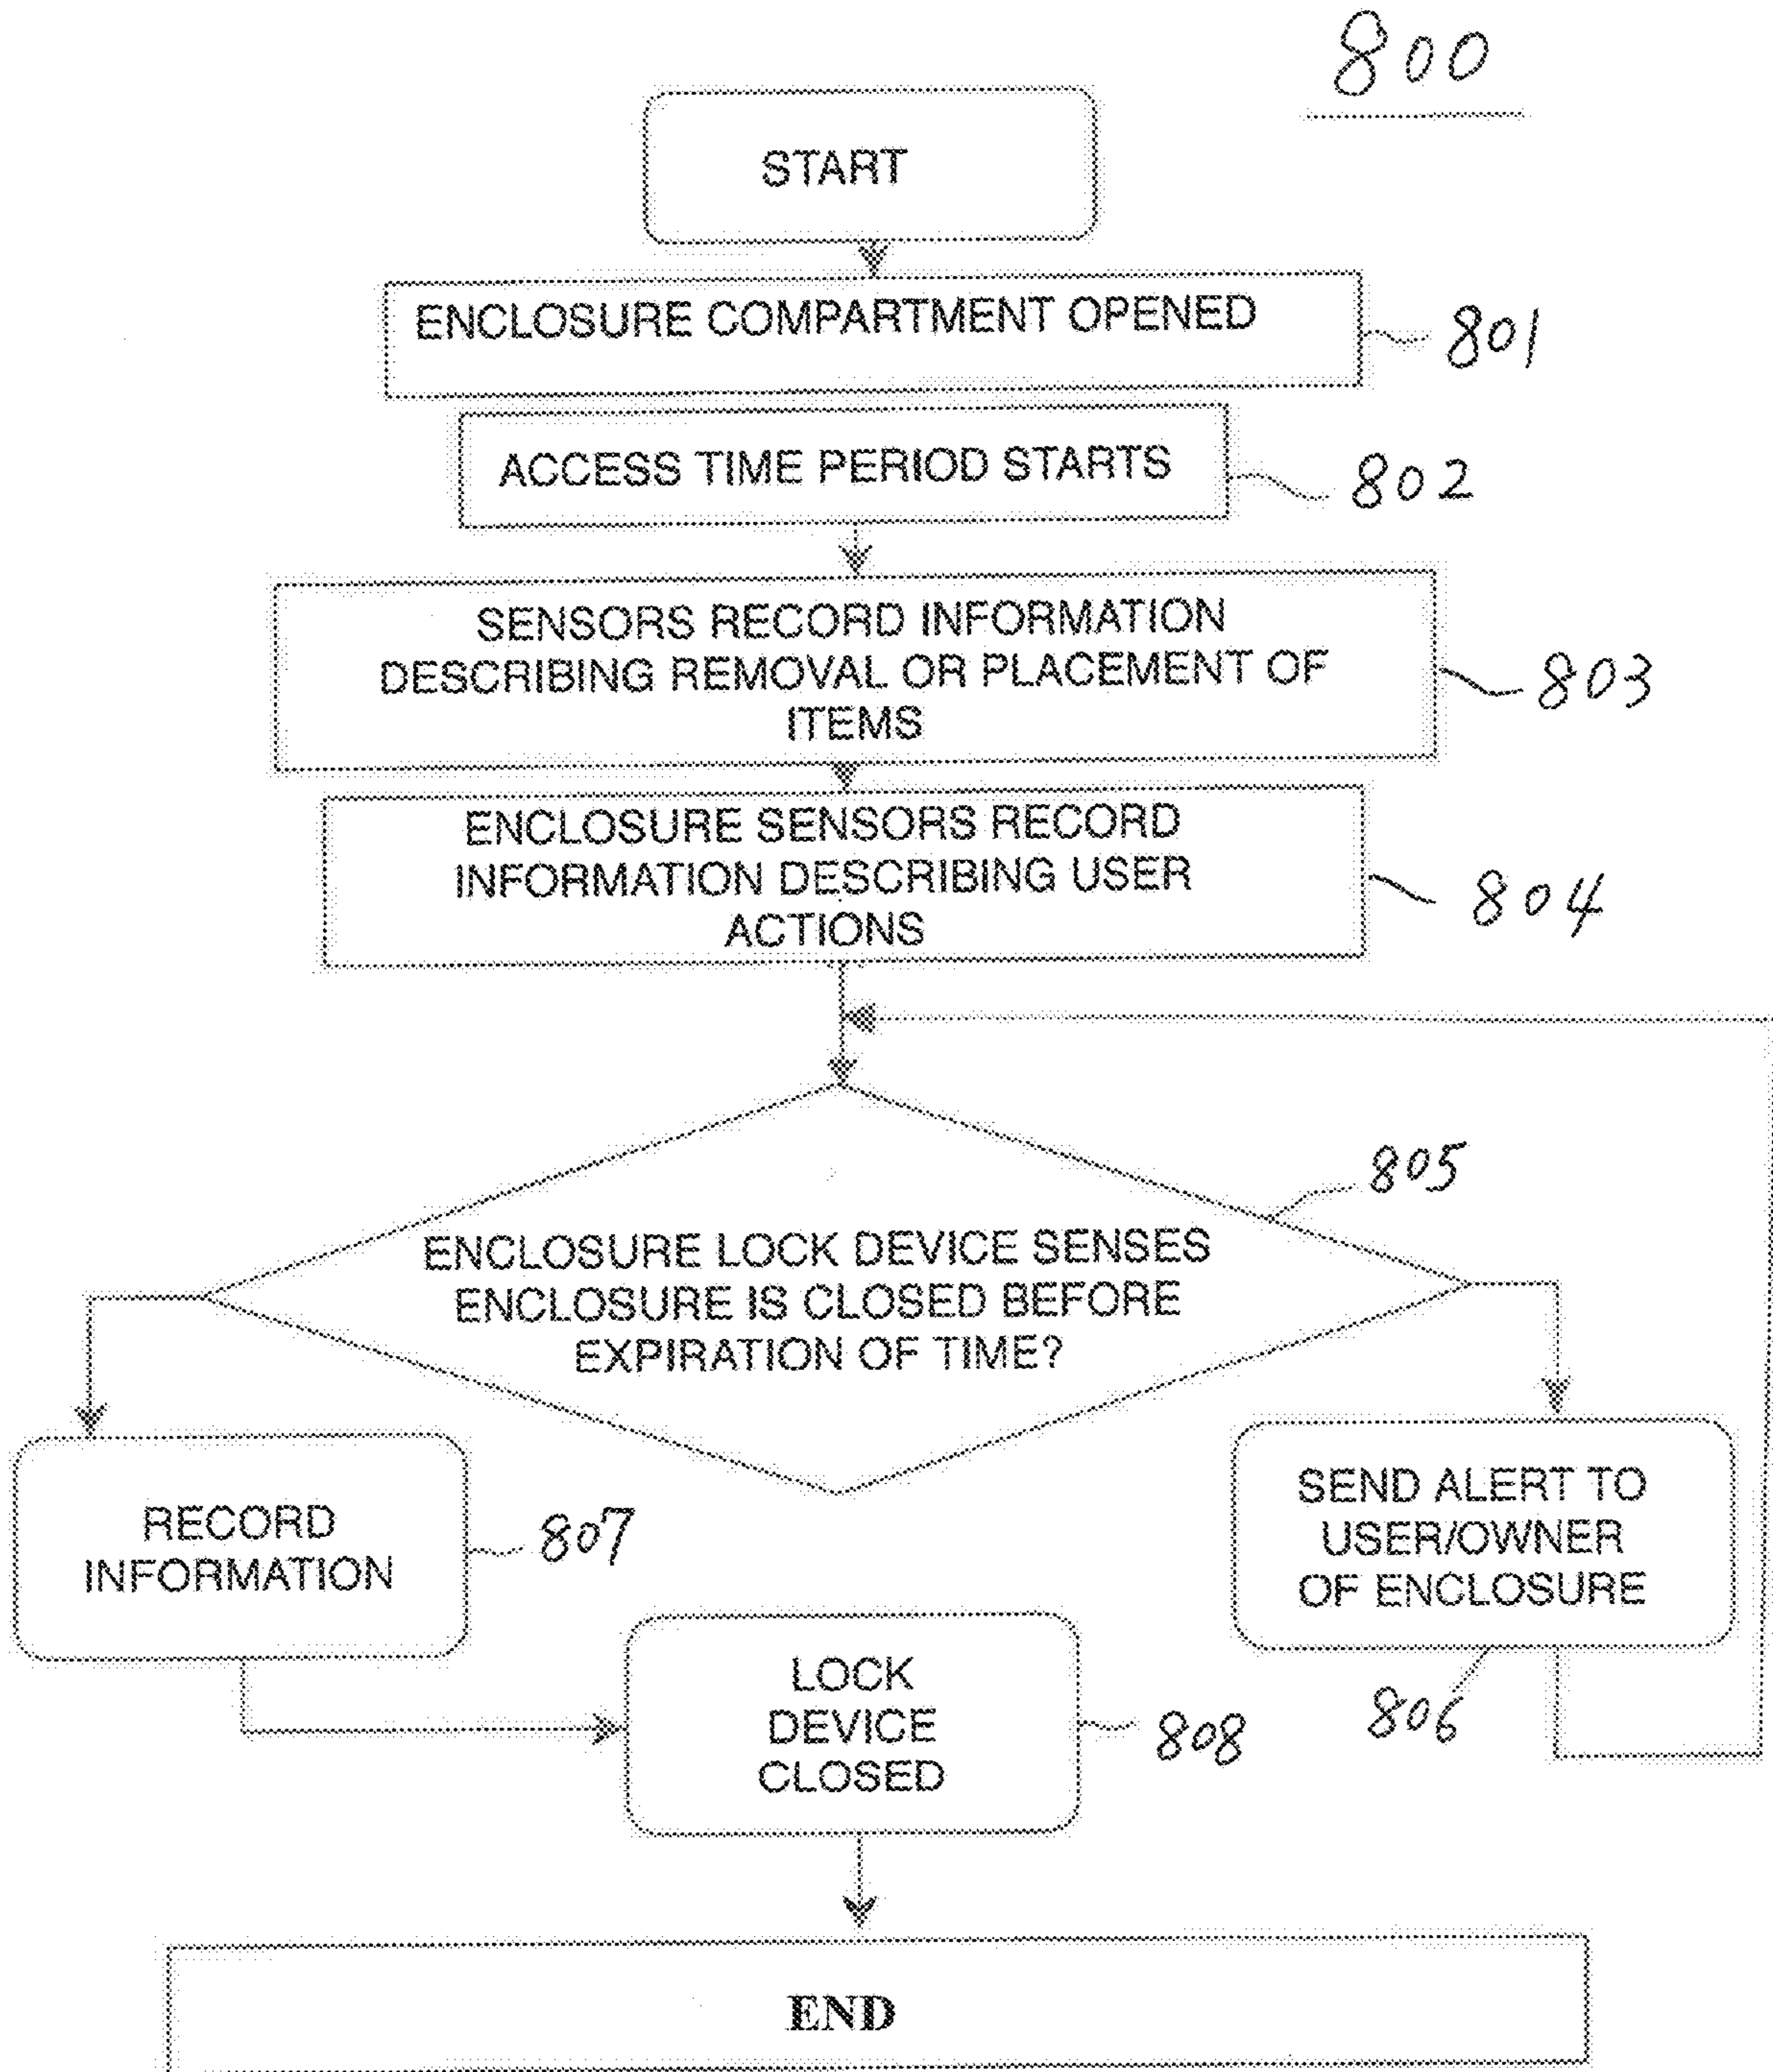 800
START
ENCLOSURE COMPARTMENT OPENED
801
ACCESS TIME PERIOD STARTS
802
SENSORS RECORD INFORMATION
DESCRIBING REMOVAL OR PLACEMENT OF
ITEMS
803
ENCLOSURE SENSORS RECORD
INFORMATION DESCRIBING USER
ACTIONS
804
805
ENCLOSURE LOCK DEVICE SENSES
ENCLOSURE IS CLOSED BEFORE
EXPIRATION OF TIME?
RECORD
INFORMATION
807
SEND ALERT TO
USER/OWNER
OF ENCLOSURE
806
LOCK
DEVICE
CLOSED
808
END